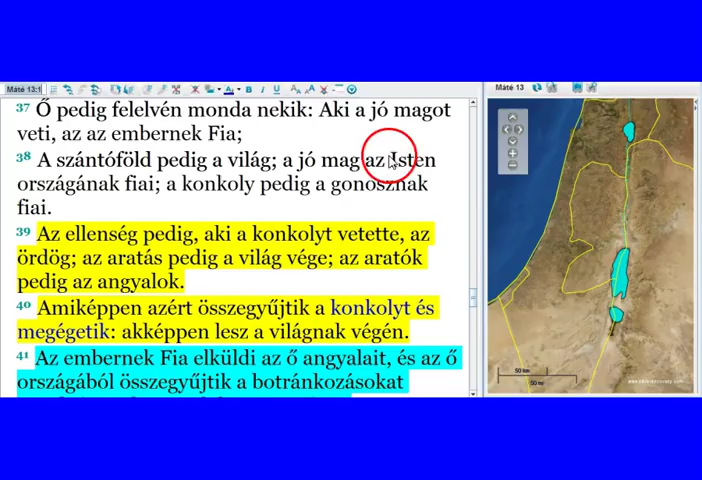 Máté 13:1
Máté 13
37 Ő pedig felelvén monda nekik: Aki a jó magot
veti, az az embernek Fia;
38 A szántóföld pedig a világ; a jó mag az Isten
országának fiai; a konkoly pedig a gonosznak
fiai.
39 Az ellenség pedig, aki a konkolyt vetette, az
ördög; az aratás pedig a világ vége; az aratók
pedig az angyalok.
40 Amiképpen azért összegyűjtik a konkolyt és
megégetik: akképpen lesz a világnak végén.
41 Az embernek Fia elküldi az ő angyalait, és az ő
országából összegyűjtik a botránkozásokat
50 km
50 mi